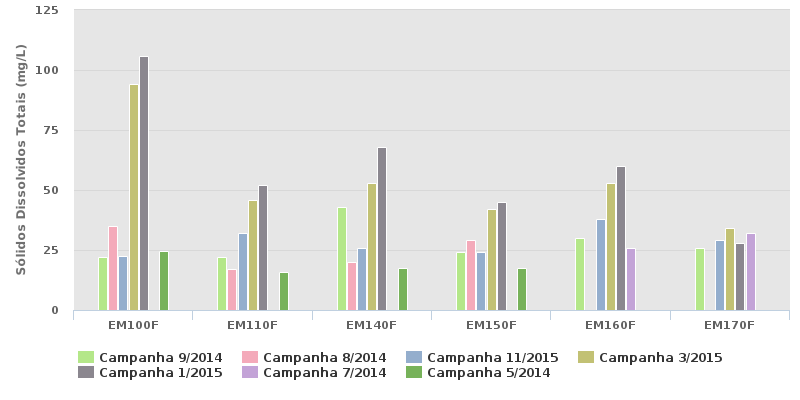 125
100
75
50
25
0
Sólidos Dissolvidos Totais (mg/L)
EM100F EM110F EM140F EM150F EM160F EM170F
Campanha 9/2014 Campanha 8/2014 Campanha 11/2015 Campanha 3/2015
Campanha 1/2015 Campanha 7/2014 Campanha 5/2014